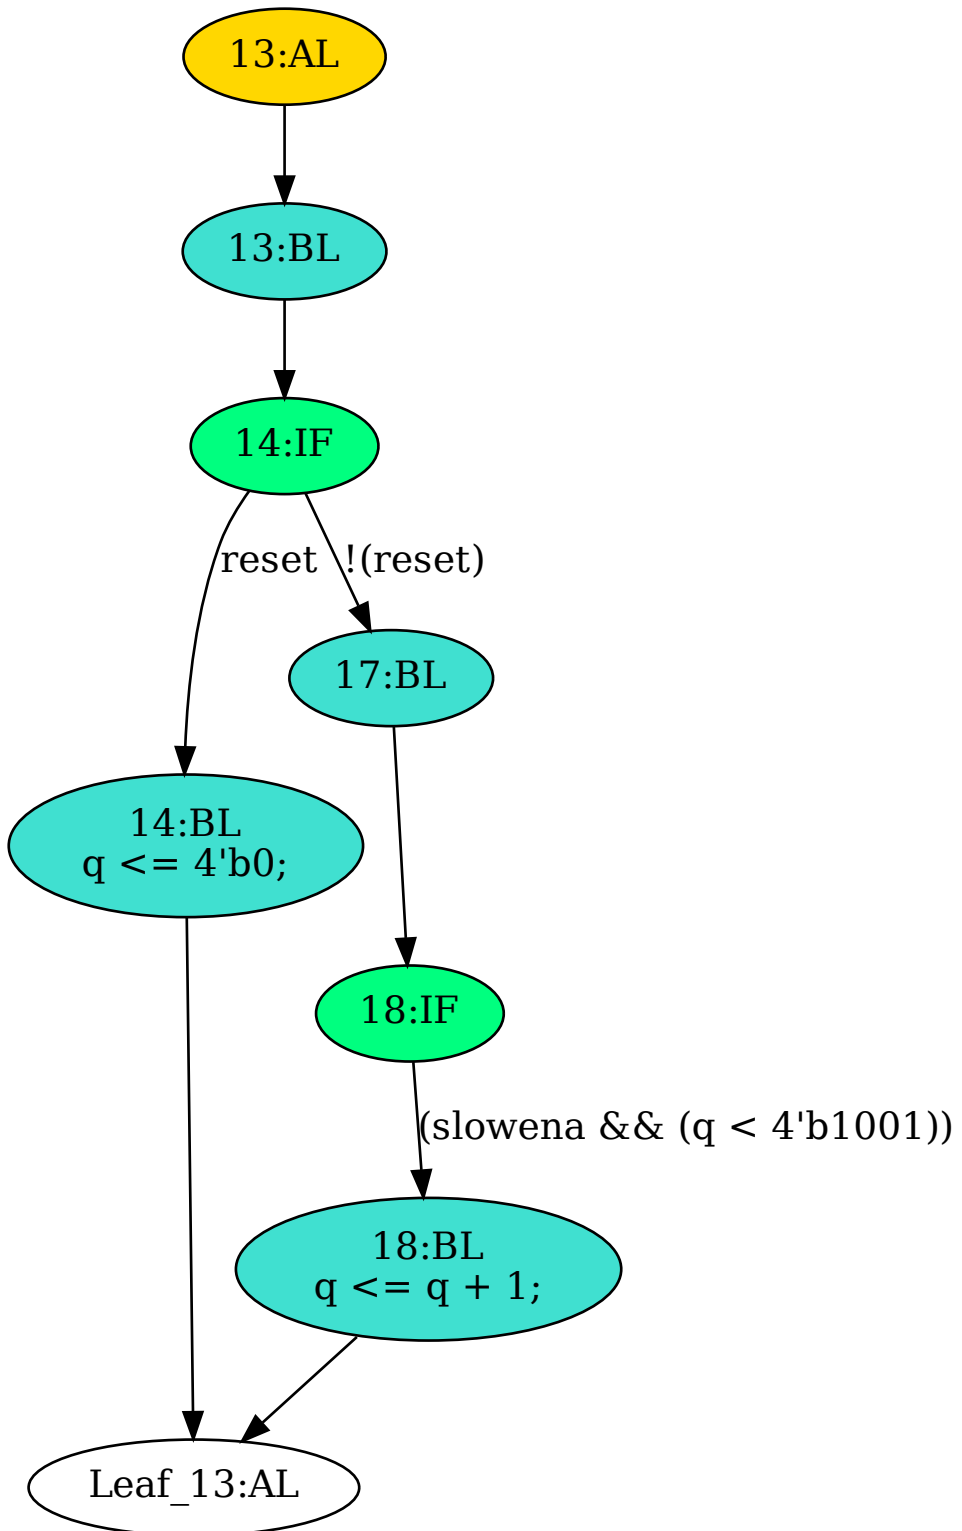 13:AL
13:BL
14:IF
reset
!(reset)
17:BL
14:BL
q <= 4'b0;
18:IF
(slowena && (q < 4'b1001))
18:BL
q <= q + 1;
Leaf_13:AL